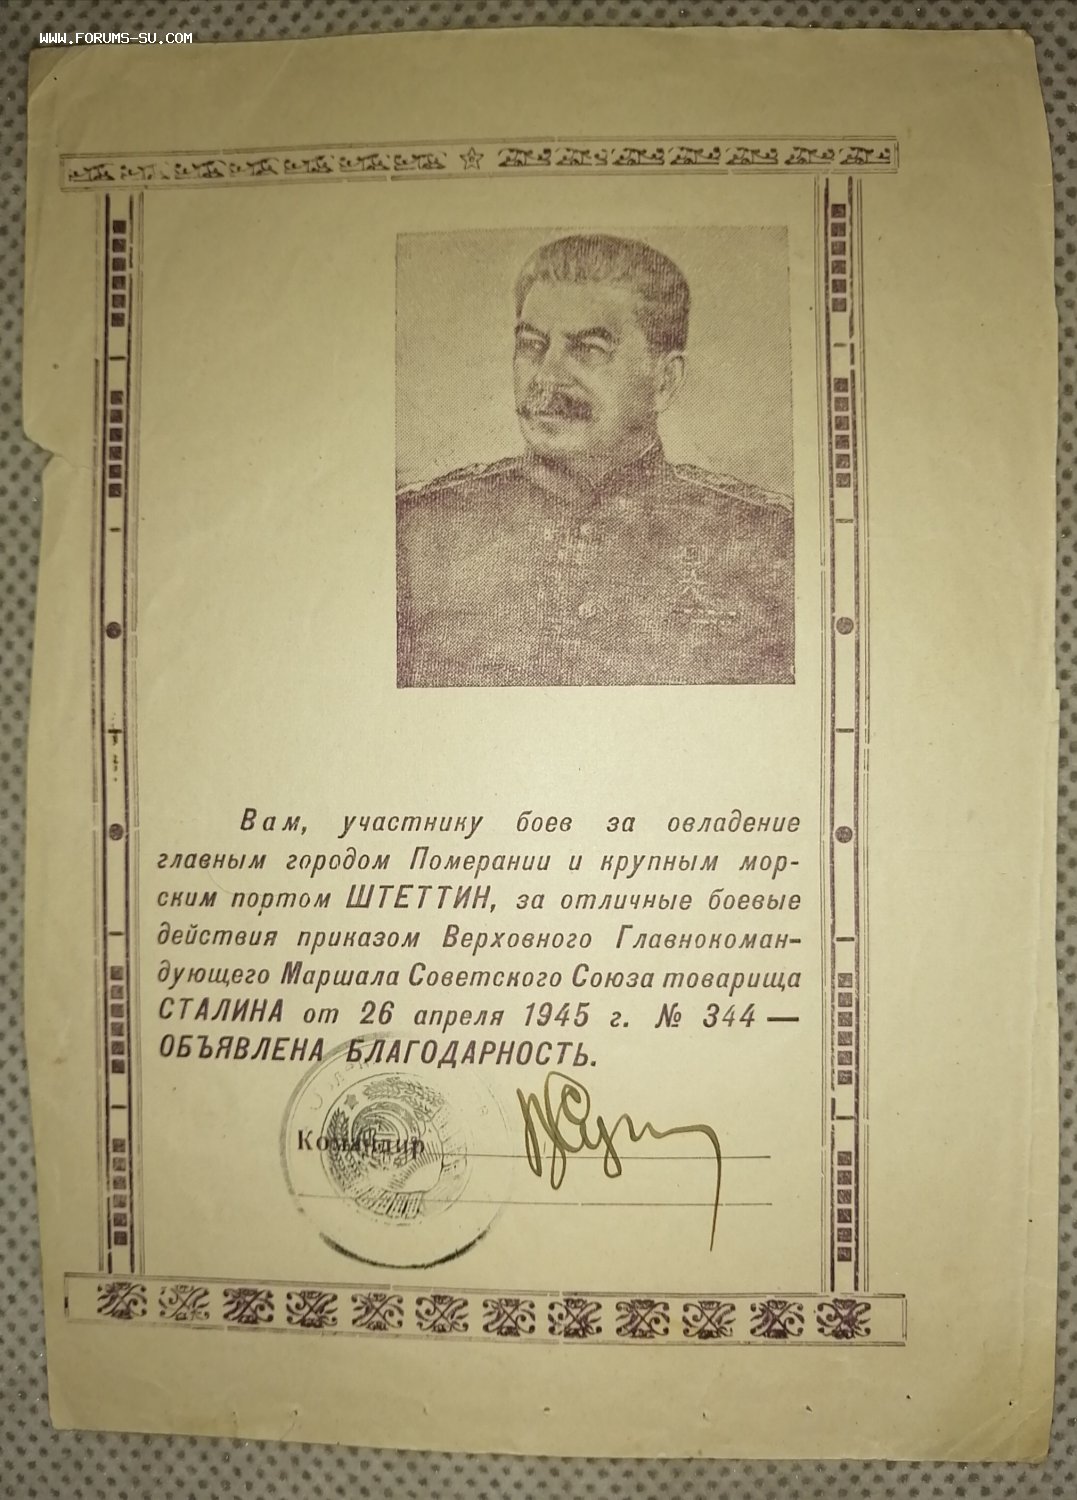 WWW.FORUMS-SU.COM
Вам, участнику боев за овладение
главным городом Померании и крупным мор-
ским портом ШТЕТТИН, за отличные боевые
действия приказом Верховного Главнокоман-
дующего Маршала Советского Союза товарища
СТАЛИНА от 26 апреля 1945 г. № 344 —
ОБЪЯВЛЕНА БЛАГОДАРНОСТЬ.
Командир